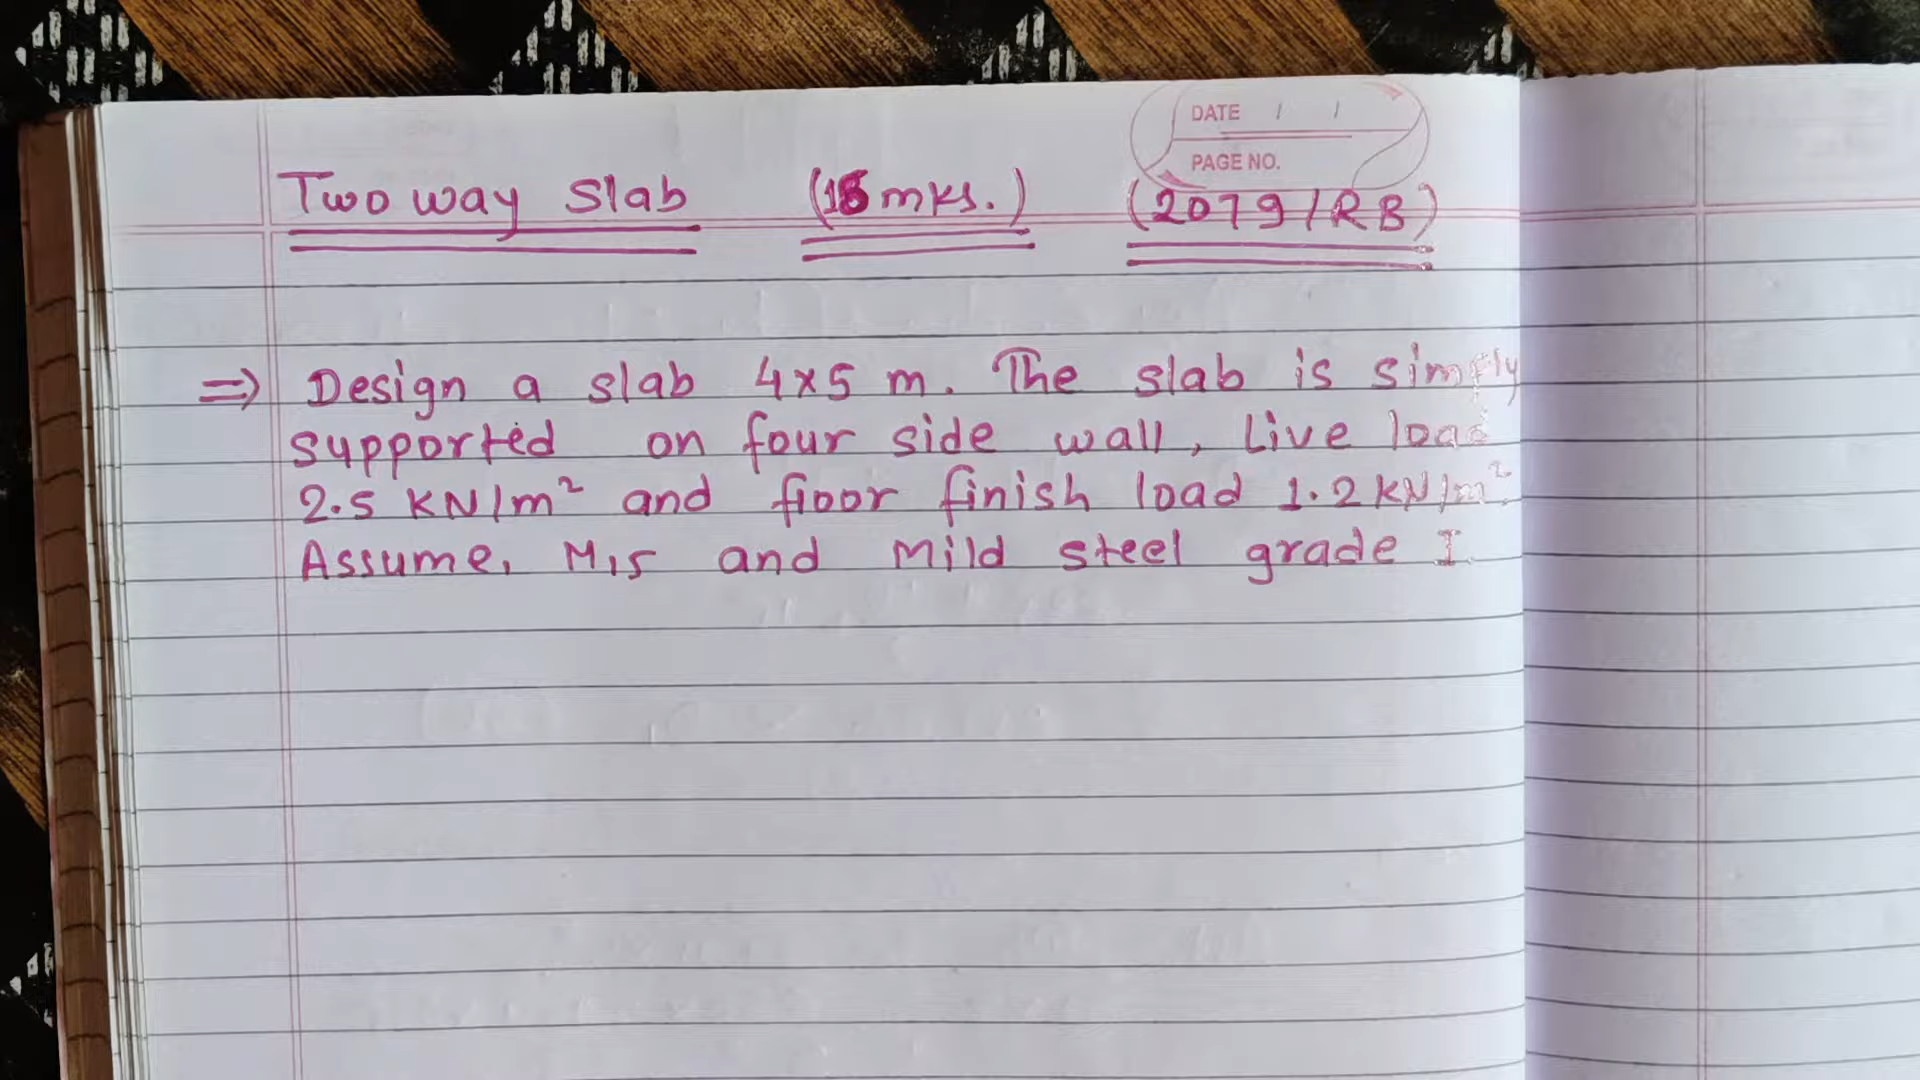 DATE / /
PAGE NO.
Two way Slab (15 mks.) (2079/RB)
=> Design a slab 4x5 m. The slab is simply
supported on four side wall, Live load
2.5 KN/m² and floor finish load 1.2 KN/m².
Assume, M15 and Mild steel grade I.